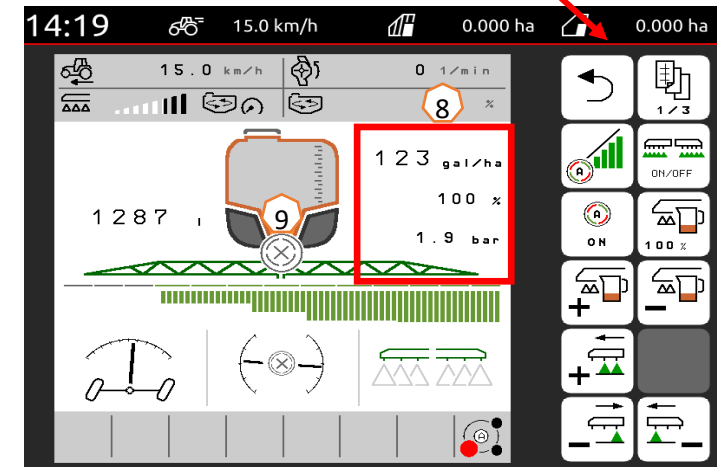 14:19 15.0 km/h 0.000 ha 0.000 ha
15.0 km/h 0 1/min
8 %
1/3
123 gal/ha
100 %
1.9 bar
1287 l
9
A
ON/OFF
A
ON
100 %
+ -
+
- -
A